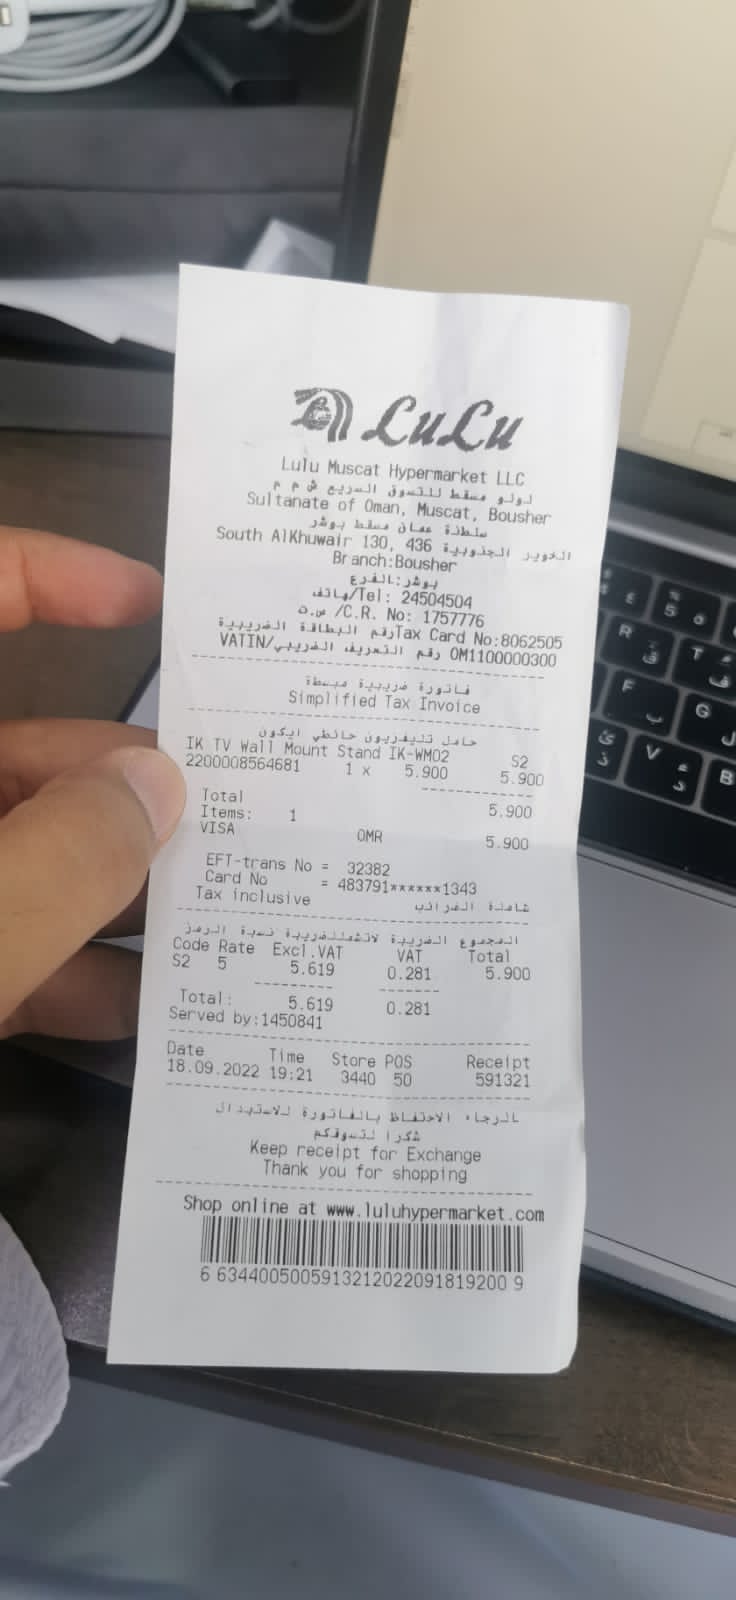 LuLu
Lulu Muscat Hypermarket LLC
لولو مسقط للتسوق السريع ش م م
Sultanate of Oman, Muscat, Bousher
سلطنة عمان مسقط بوشر
South AlKhuwair 130, 436 الخوير الجنوبية
Branch:Bousher
بوشر:الفرع
هاتف/Tel: 24504504
س.ت /C.R. No: 1757776
رقم البطاقة الضريبية Tax Card No:8062505
VATIN/رقم التعريف الضريبي OM1100000300
فاتورة ضريبية مبسطة
Simplified Tax Invoice
حامل تليفزيون حائطي ايكون
IK TV Wall Mount Stand IK-WM02 S2
2200008564681 1 x 5.900 5.900
Total 5.900
Items: 1
VISA OMR 5.900
EFT-trans No = 32382
Card No = 483791******1343
Tax inclusive شاملة الضرائب
المجموع الضريبة لاتشمل الضريبة نسبة الرمز
Code Rate Excl.VAT VAT Total
S2 5 5.619 0.281 5.900
Total: 5.619 0.281
Served by:1450841
Date Time Store POS Receipt
18.09.2022 19:21 3440 50 591321
الرجاء الاحتفاظ بالفاتورة للاستبدال
شكرا لتسوقكم
Keep receipt for Exchange
Thank you for shopping
Shop online at www.luluhypermarket.com
6 634400500591321202209181920 0 9
R
T
F
G
V
B
5